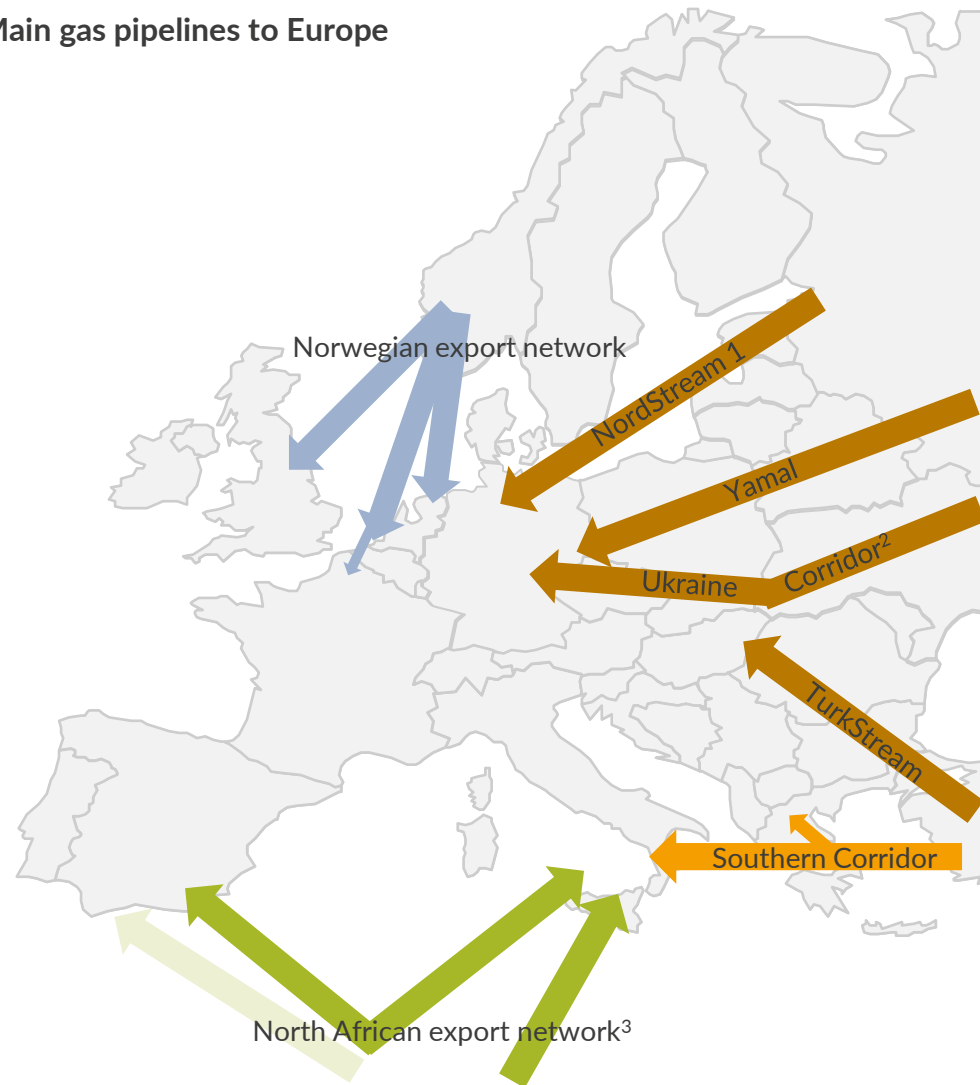 Main gas pipelines to Europe
Norwegian export network
NordStream 1
Yamal
Ukraine Corridor²
TurkStream
Southern Corridor
North African export network³